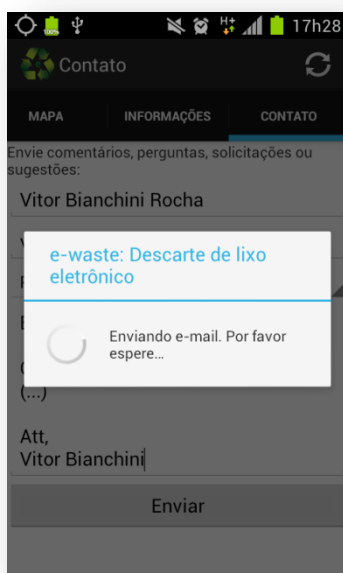 100%
H+
17h28
Contato
MAPA INFORMAÇÕES CONTATO
Envie comentários, perguntas, solicitações ou
sugestões:
Vitor Bianchini Rocha
e-waste: Descarte de lixo
eletrônico
Enviando e-mail. Por favor
espere...
(...)
Att,
Vitor Bianchini
Enviar